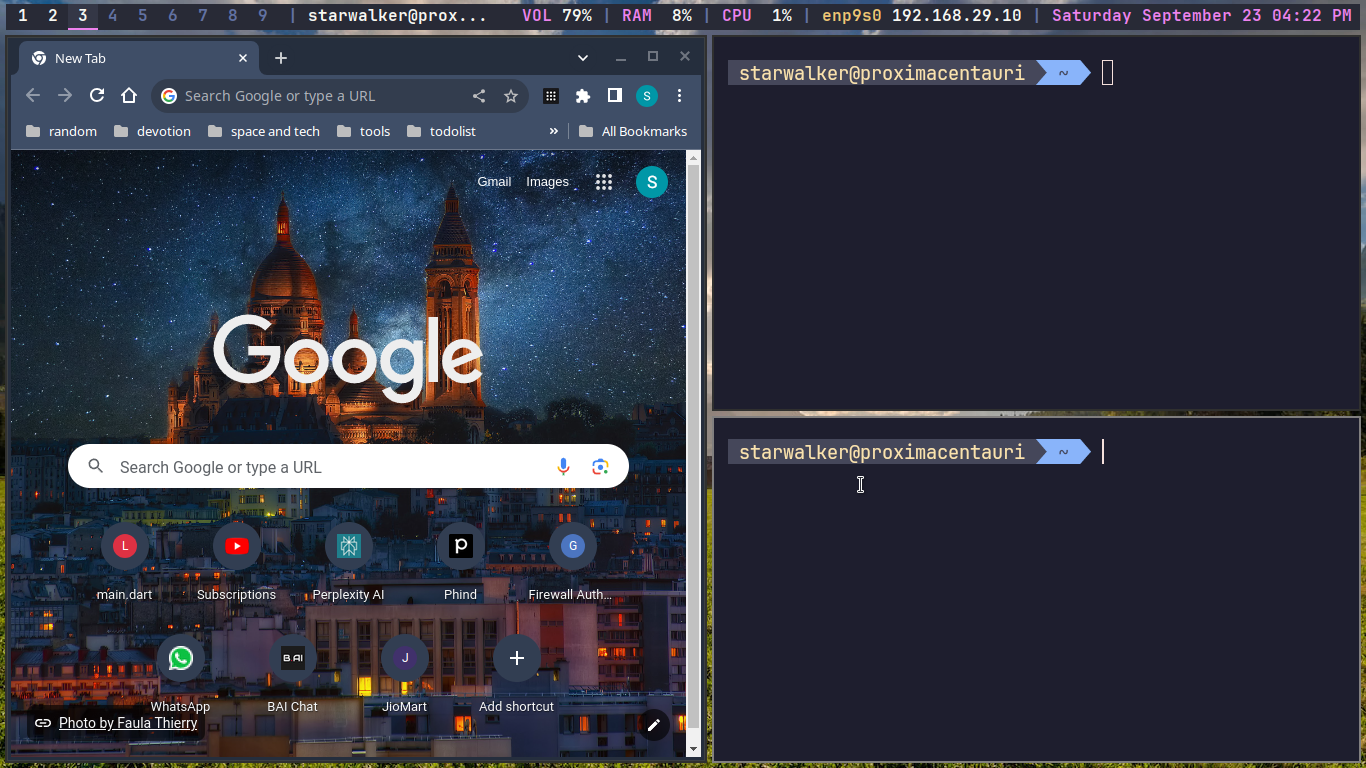 1 2 3 4 5 6 7 8 9 | starwalker@prox... VOL 79% | RAM 8% | CPU 1% | enp9s0 192.168.29.10 | Saturday September 23 04:22 PM
New Tab
Search Google or type a URL
S
random devotion space and tech tools todolist » All Bookmarks
Gmail Images S
Google
Search Google or type a URL
L p G
main.dart Subscriptions Perplexity AI Phind Firewall Auth...
B.AI J
WhatsApp BAI Chat JioMart Add shortcut
Photo by Faula Thierry
starwalker@proximacentauri ~
starwalker@proximacentauri ~